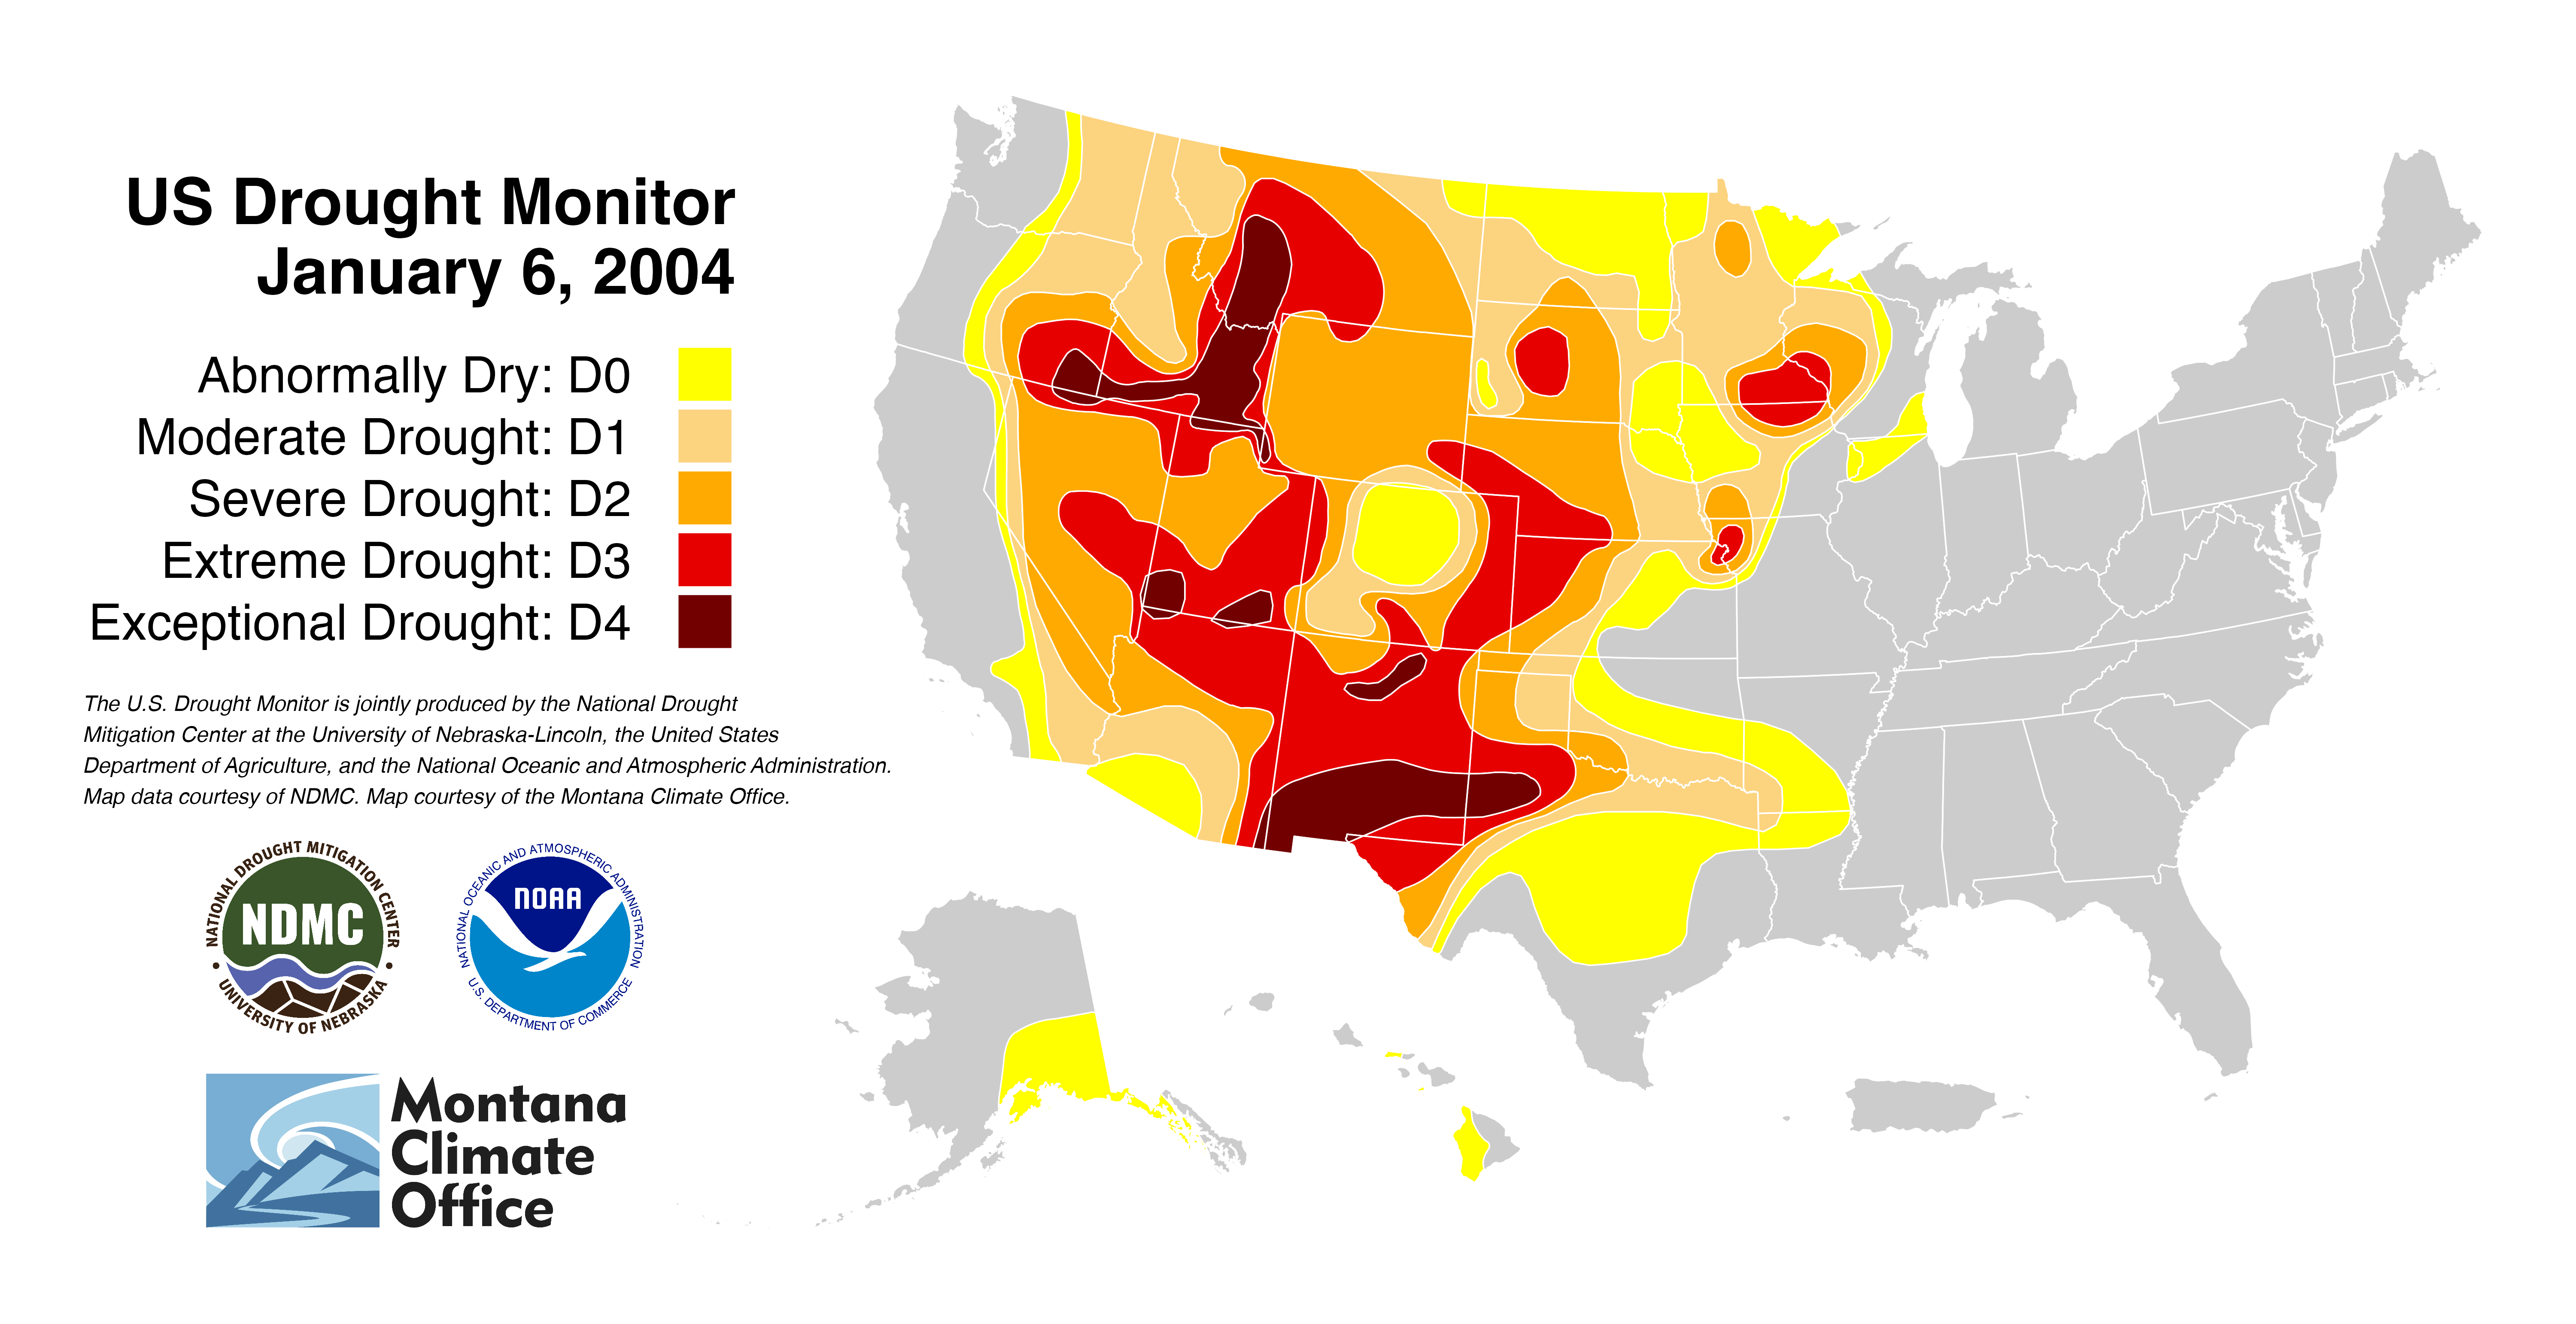 US Drought Monitor
January 6, 2004
Abnormally Dry: D0
Moderate Drought: D1
Severe Drought: D2
Extreme Drought: D3
Exceptional Drought: D4
The U.S. Drought Monitor is jointly produced by the National Drought
Mitigation Center at the University of Nebraska-Lincoln, the United States
Department of Agriculture, and the National Oceanic and Atmospheric Administration.
Map data courtesy of NDMC. Map courtesy of the Montana Climate Office.
NATIONAL DROUGHT MITIGATION CENTER
NDMC
• UNIVERSITY OF NEBRASKA •
NATIONAL OCEANIC AND ATMOSPHERIC ADMINISTRATION
NOAA
U.S. DEPARTMENT OF COMMERCE
Montana
Climate
Office